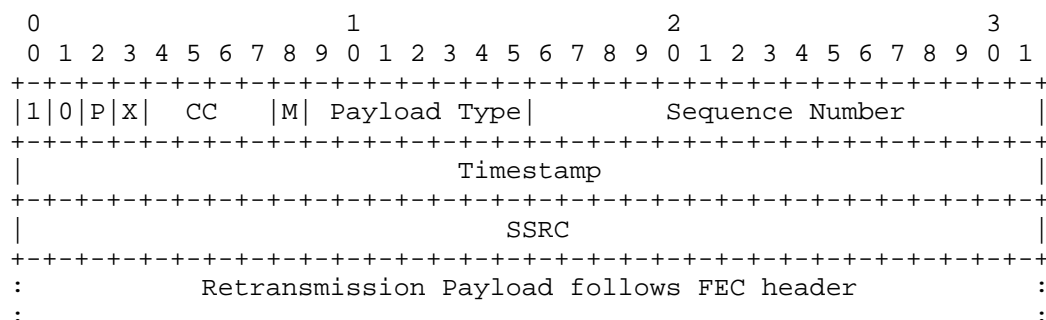 0                   1                   2                   3
 0 1 2 3 4 5 6 7 8 9 0 1 2 3 4 5 6 7 8 9 0 1 2 3 4 5 6 7 8 9 0 1
+-+-+-+-+-+-+-+-+-+-+-+-+-+-+-+-+-+-+-+-+-+-+-+-+-+-+-+-+-+-+-+-+
|1|0|P|X|  CC   |M| Payload Type|        Sequence Number        |
+-+-+-+-+-+-+-+-+-+-+-+-+-+-+-+-+-+-+-+-+-+-+-+-+-+-+-+-+-+-+-+-+
|                           Timestamp                           |
+-+-+-+-+-+-+-+-+-+-+-+-+-+-+-+-+-+-+-+-+-+-+-+-+-+-+-+-+-+-+-+-+
|                              SSRC                             |
+-+-+-+-+-+-+-+-+-+-+-+-+-+-+-+-+-+-+-+-+-+-+-+-+-+-+-+-+-+-+-+-+
:           Retransmission Payload follows FEC header           :
:                                                               :